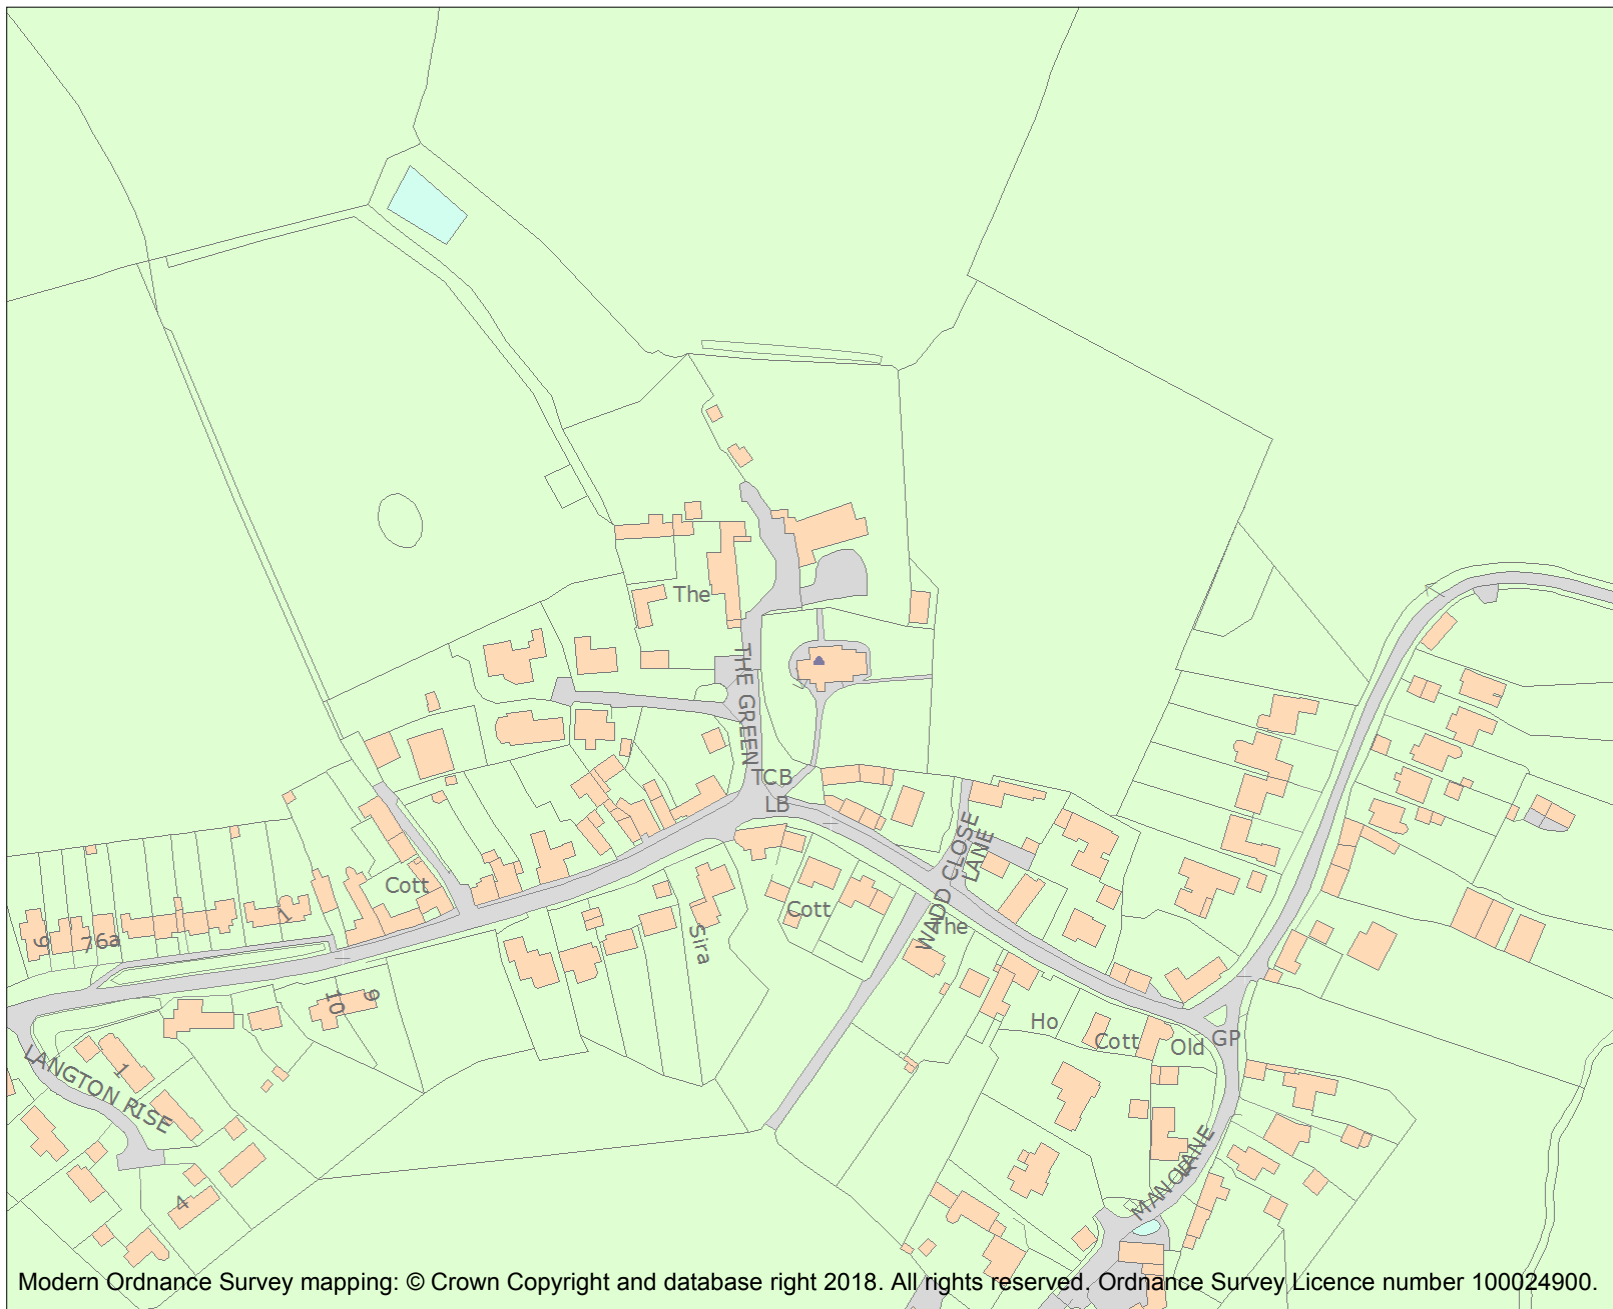 The
THE GREEN
TCB
LB
WADD CLOSE
LANE
Cott
Cott
The
1
76a
9
Sira
10
9
Ho
Cott
Old
GP
LANGTON RISE
1
MANOR
LANE
4
Modern Ordnance Survey mapping: © Crown Copyright and database right 2018. All rights reserved. Ordnance Survey Licence number 100024900.